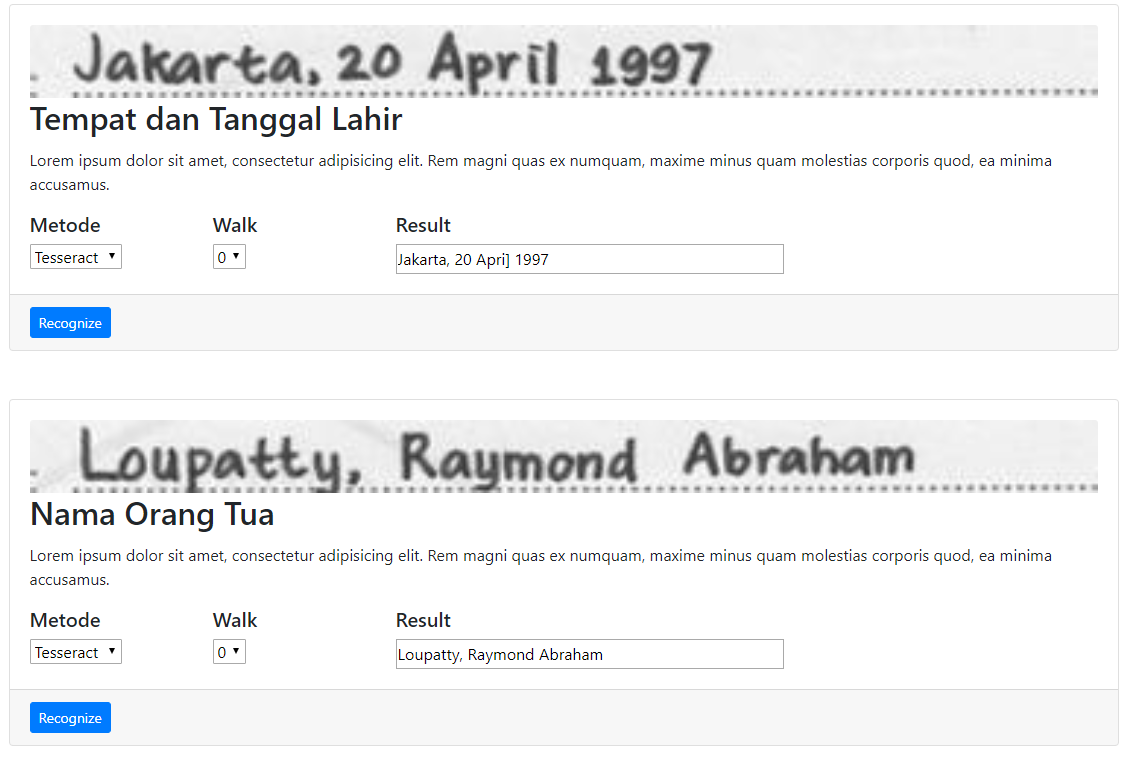 Jakarta, 20 April 1997
Tempat dan Tanggal Lahir
Lorem ipsum dolor sit amet, consectetur adipisicing elit. Rem magni quas ex numquam, maxime minus quam molestias corporis quod, ea minima
accusamus.
Metode Walk Result
Tesseract 0 Jakarta, 20 Apri] 1997
Recognize
Loupatty, Raymond Abraham
Nama Orang Tua
Lorem ipsum dolor sit amet, consectetur adipisicing elit. Rem magni quas ex numquam, maxime minus quam molestias corporis quod, ea minima
accusamus.
Metode Walk Result
Tesseract 0 Loupatty, Raymond Abraham
Recognize